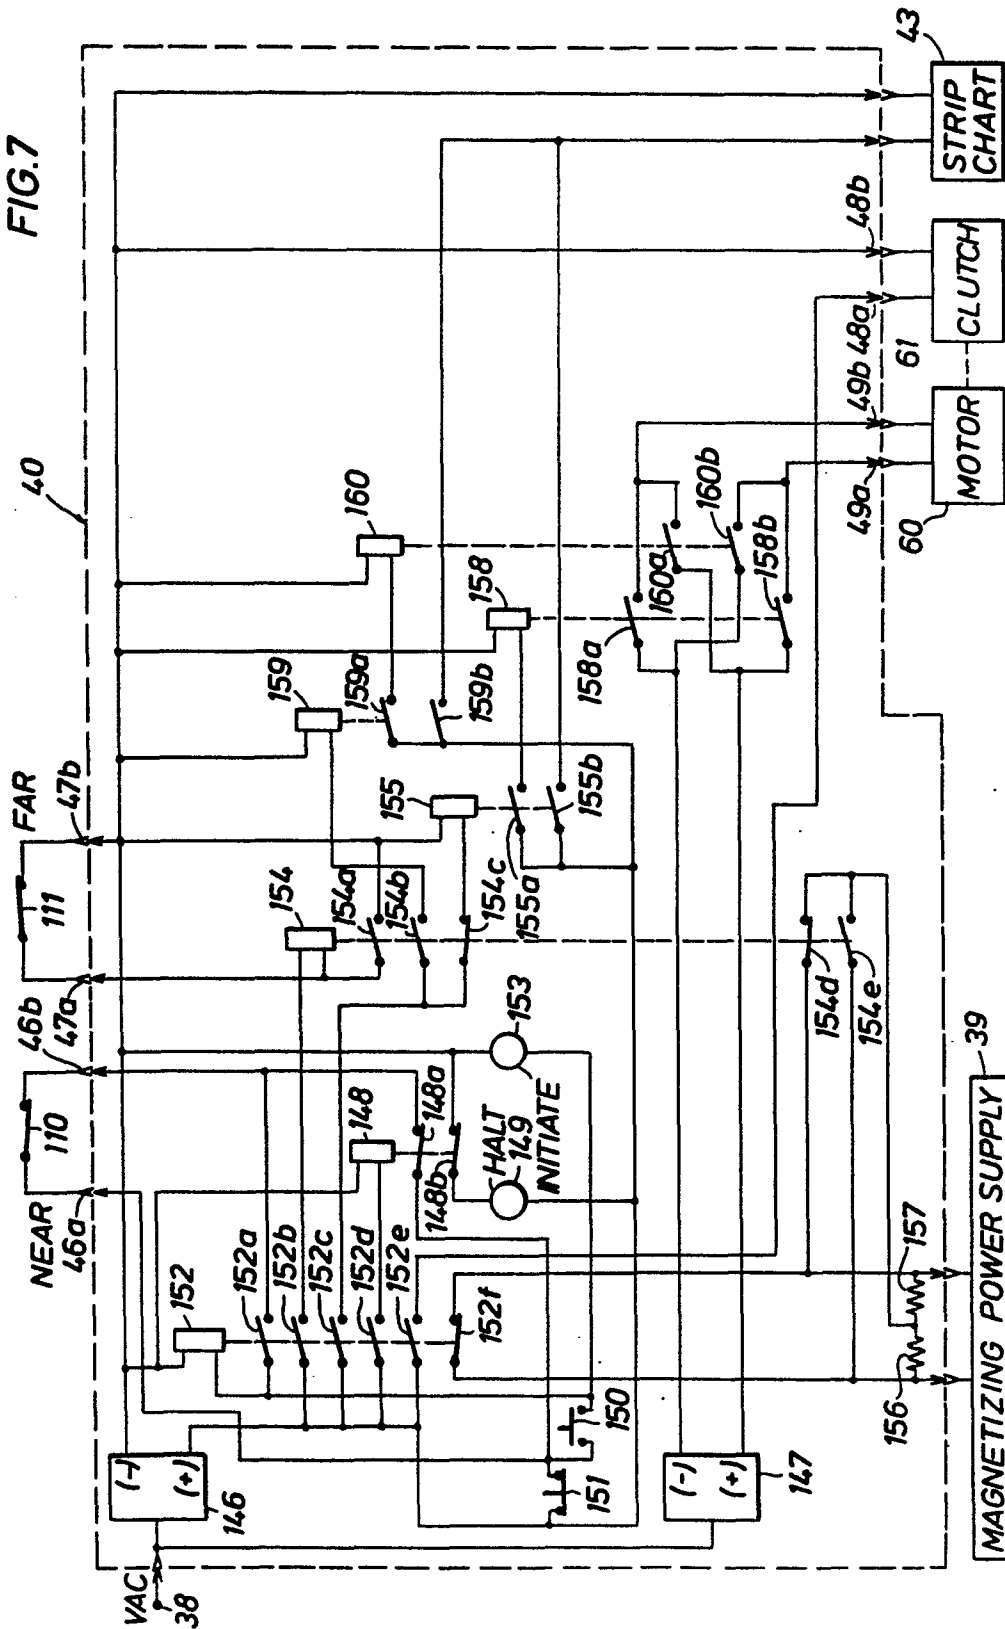 FIG.7
40
NEAR
46a
110
46b
47a
111
FAR
47b
VAC
38
(-)
(+)
146
152
152a
152b
152c
152d
152e
152f
148
148a
148b
HALT
149
INITIATE
153
154
154a
154b
154c
155
155a
155b
159
159a
159b
160
158
158a
160a
160b
158b
150
151
(-)
(+)
147
154d
154e
156
157
MAGNETIZING POWER SUPPLY
39
49a
49b
48a
48b
60
MOTOR
61
CLUTCH
STRIP
CHART
43